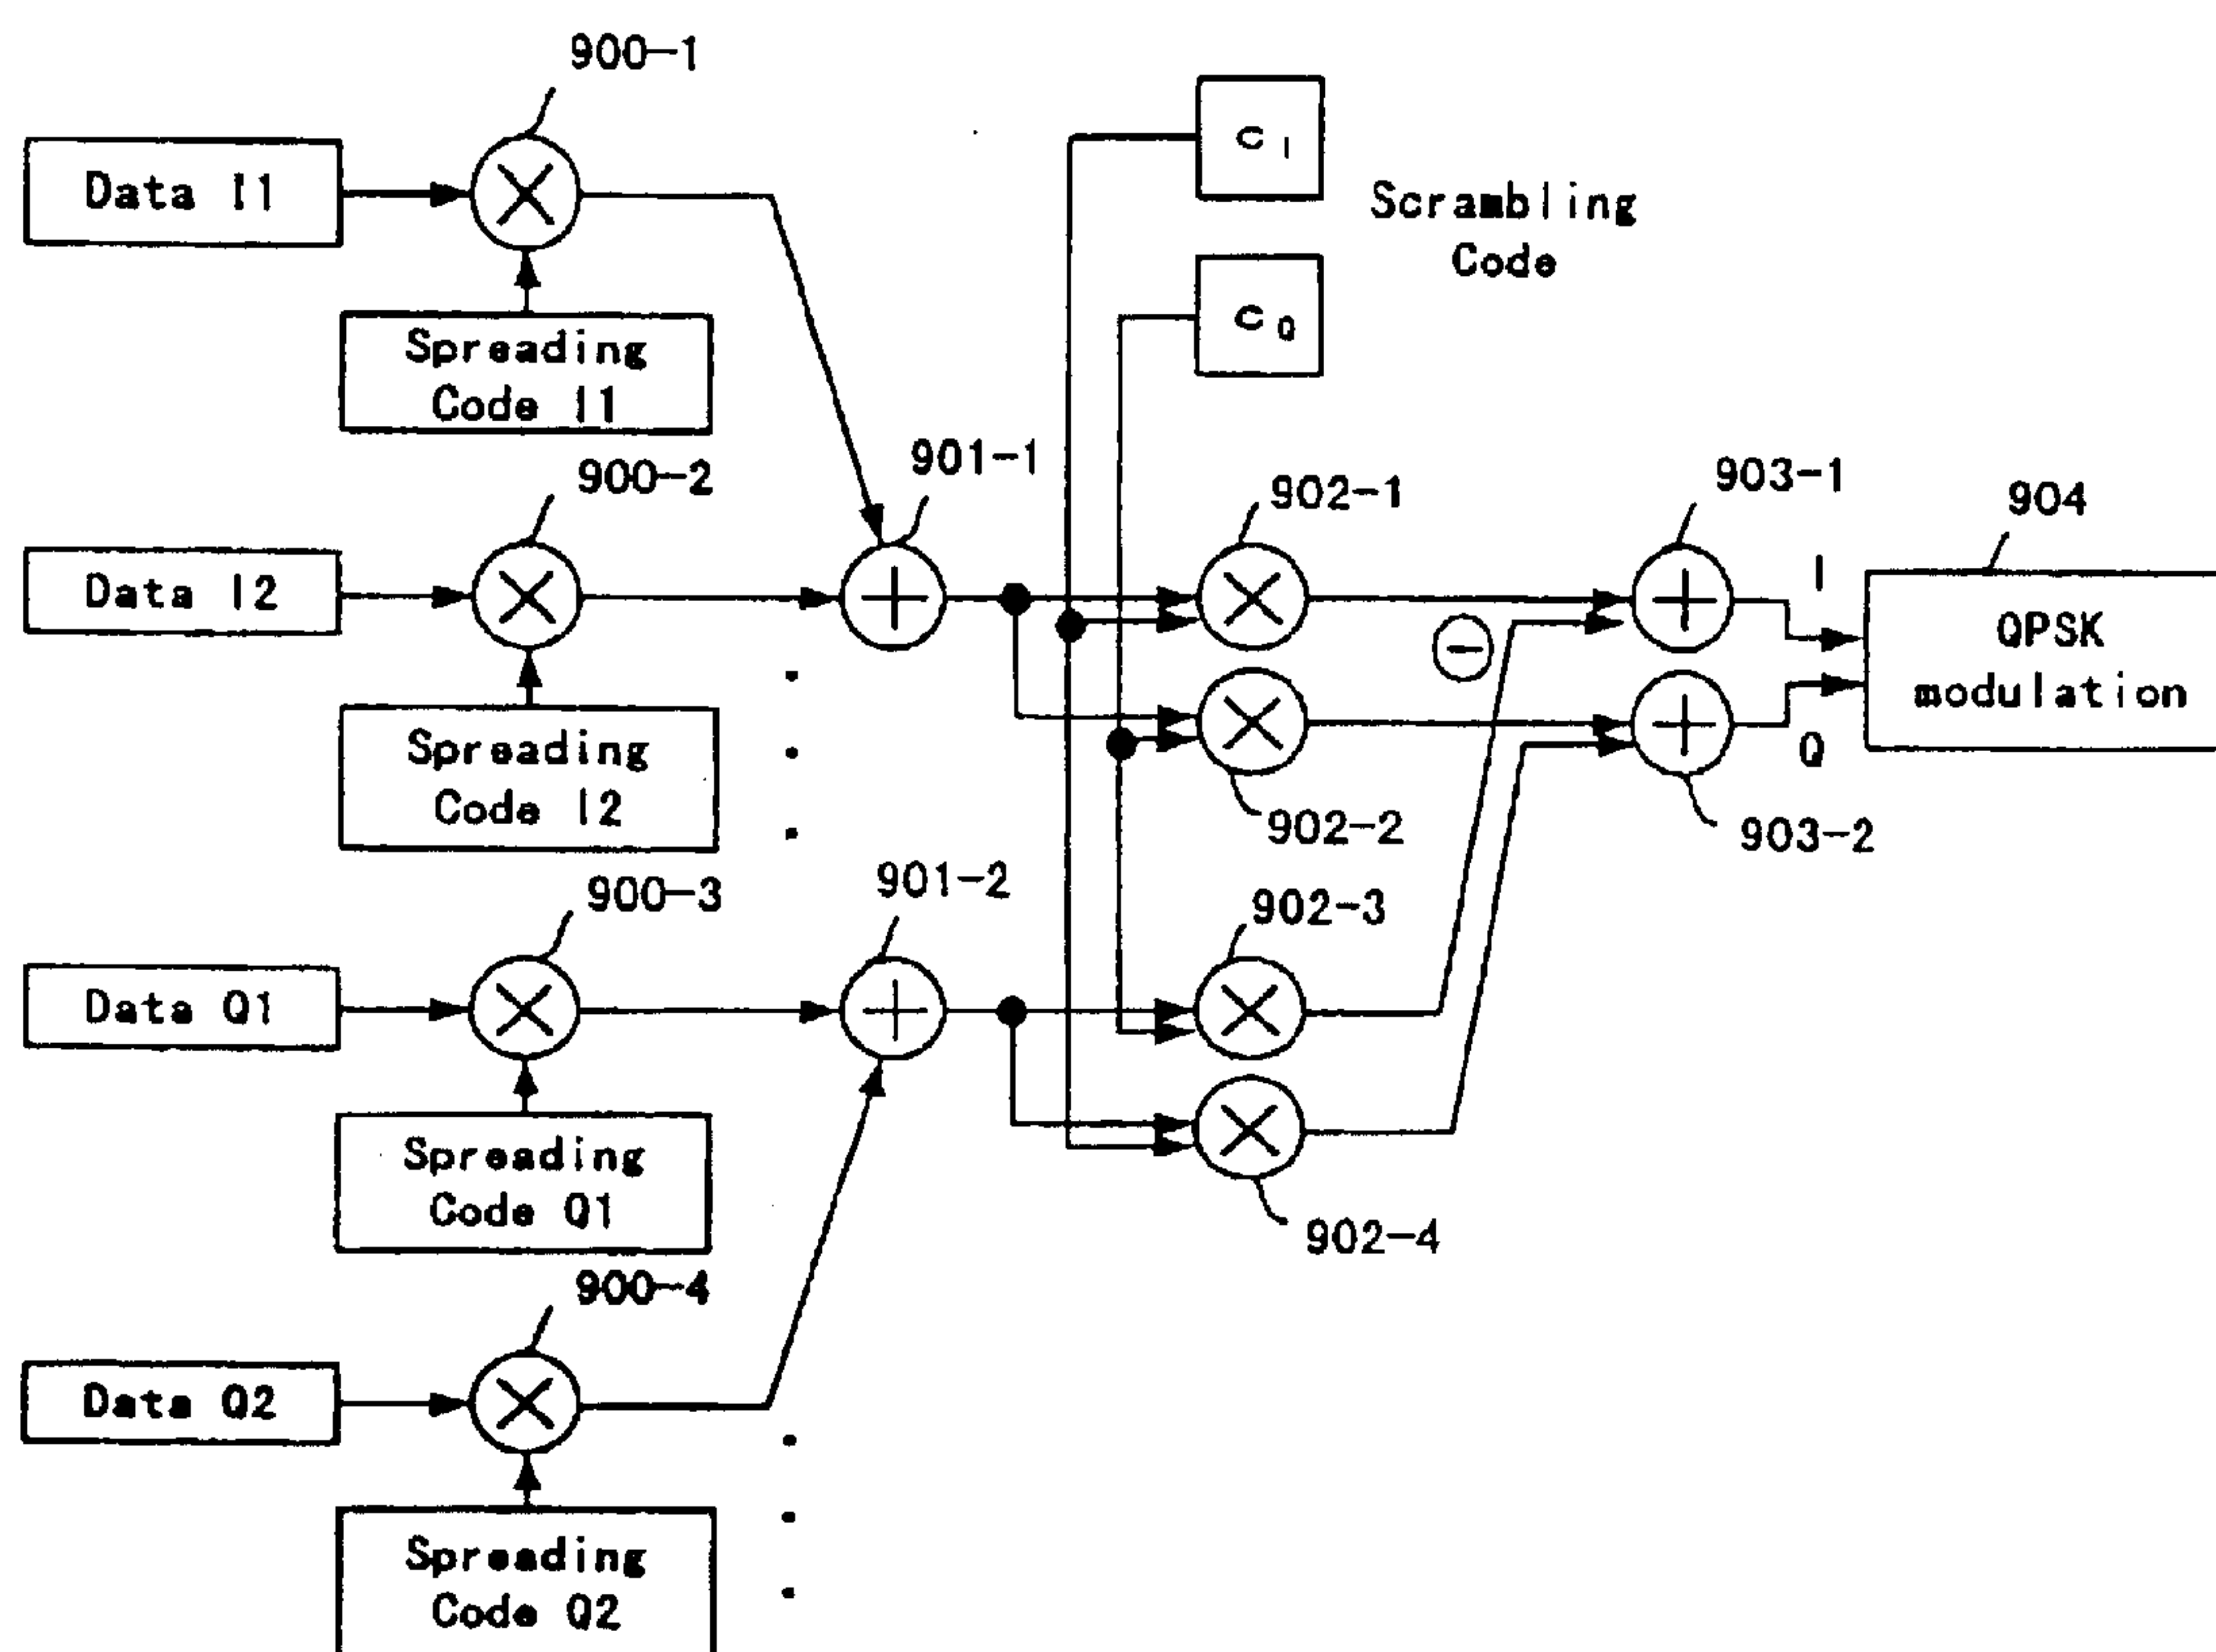 900-1
Data I1
Spreading
Code I1
c I
Scrambling
Code
c Q
900-2
901-1
902-1
903-1
904
Data I2
I
QPSK
modulation
Q
Spreading
Code I2
902-2
903-2
900-3
901-2
902-3
Data Q1
Spreading
Code Q1
902-4
900-4
Data Q2
Spreading
Code Q2